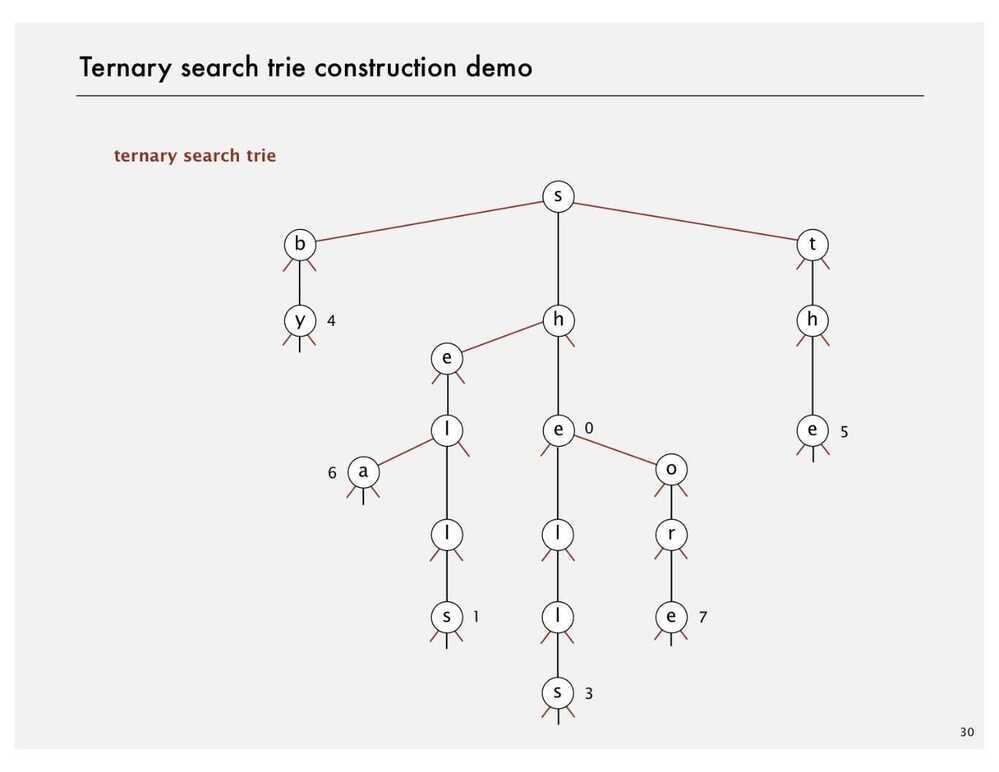 Ternary search trie construction demo
ternary search trie
s
b
t
y 4
h
h
e
l
e 0
e 5
6 a
o
l
l
r
s 1
l
e 7
s 3
30